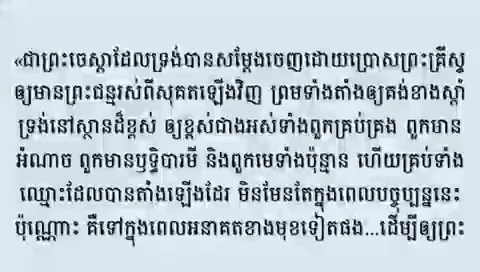 «ជាព្រះចេស្ដាដែលទ្រង់បានសម្ដែងចេញដោយប្រោសព្រះគ្រីស្ទ
ឲ្យមានព្រះជន្មរស់ពីសុគតឡើងវិញ ព្រមទាំងតាំងឲ្យគង់ខាងស្ដាំ
ទ្រង់នៅស្ថានដ៏ខ្ពស់ ឲ្យខ្ពស់ជាងអស់ទាំងពួកគ្រប់គ្រង ពួកមាន
អំណាច ពួកមានឫទ្ធិបារមី និងពួកមេទាំងប៉ុន្មាន ហើយគ្រប់ទាំង
ឈ្មោះដែលបានតាំងឡើងដែរ មិនមែនតែក្នុងពេលបច្ចុប្បន្ននេះ
ប៉ុណ្ណោះ គឺទៅក្នុងពេលអនាគតខាងមុខទៀតផង...ដើម្បីឲ្យព្រះ